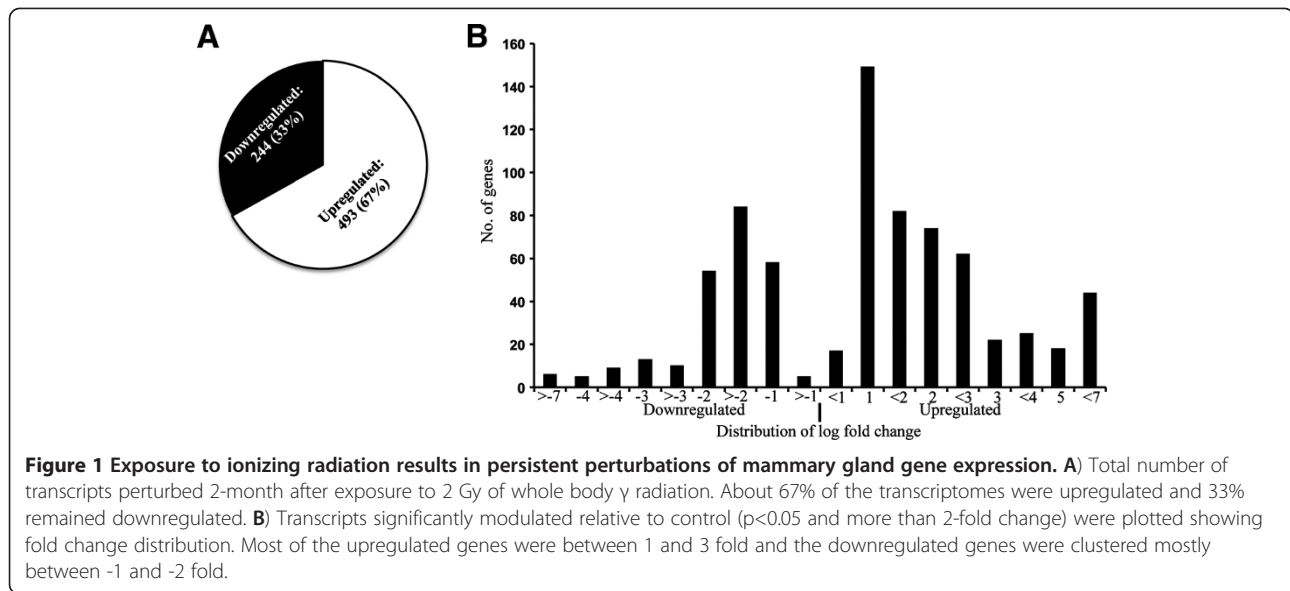 A
Downregulated:
244 (33%)
Upregulated:
493 (67%)
B
No. of genes
160
140
120
100
80
60
40
20
0
>-7 -4 >-4 -3 >-3 -2 >-2 -1 >-1 <1 1 <2 2 <3 3 <4 5 <7
Downregulated Upregulated
Distribution of log fold change
Figure 1 Exposure to ionizing radiation results in persistent perturbations of mammary gland gene expression. A) Total number of
transcripts perturbed 2-month after exposure to 2 Gy of whole body γ radiation. About 67% of the transcriptomes were upregulated and 33%
remained downregulated. B) Transcripts significantly modulated relative to control (p<0.05 and more than 2-fold change) were plotted showing
fold change distribution. Most of the upregulated genes were between 1 and 3 fold and the downregulated genes were clustered mostly
between -1 and -2 fold.